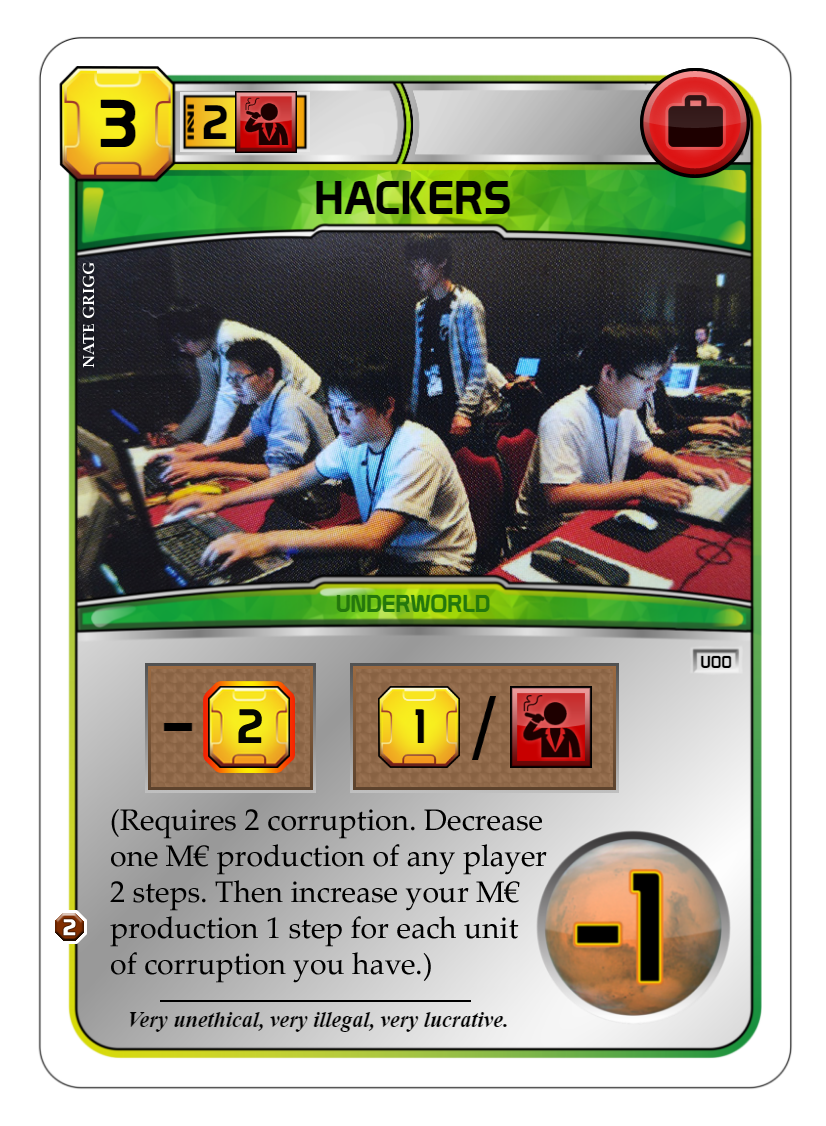 3
2
HACKERS
NATE GRIGG
UNDERWORLD
U00
- 2
1 /
(Requires 2 corruption. Decrease
one M€ production of any player
2 steps. Then increase your M€
production 1 step for each unit
of corruption you have.)
2
-1
Very unethical, very illegal, very lucrative.